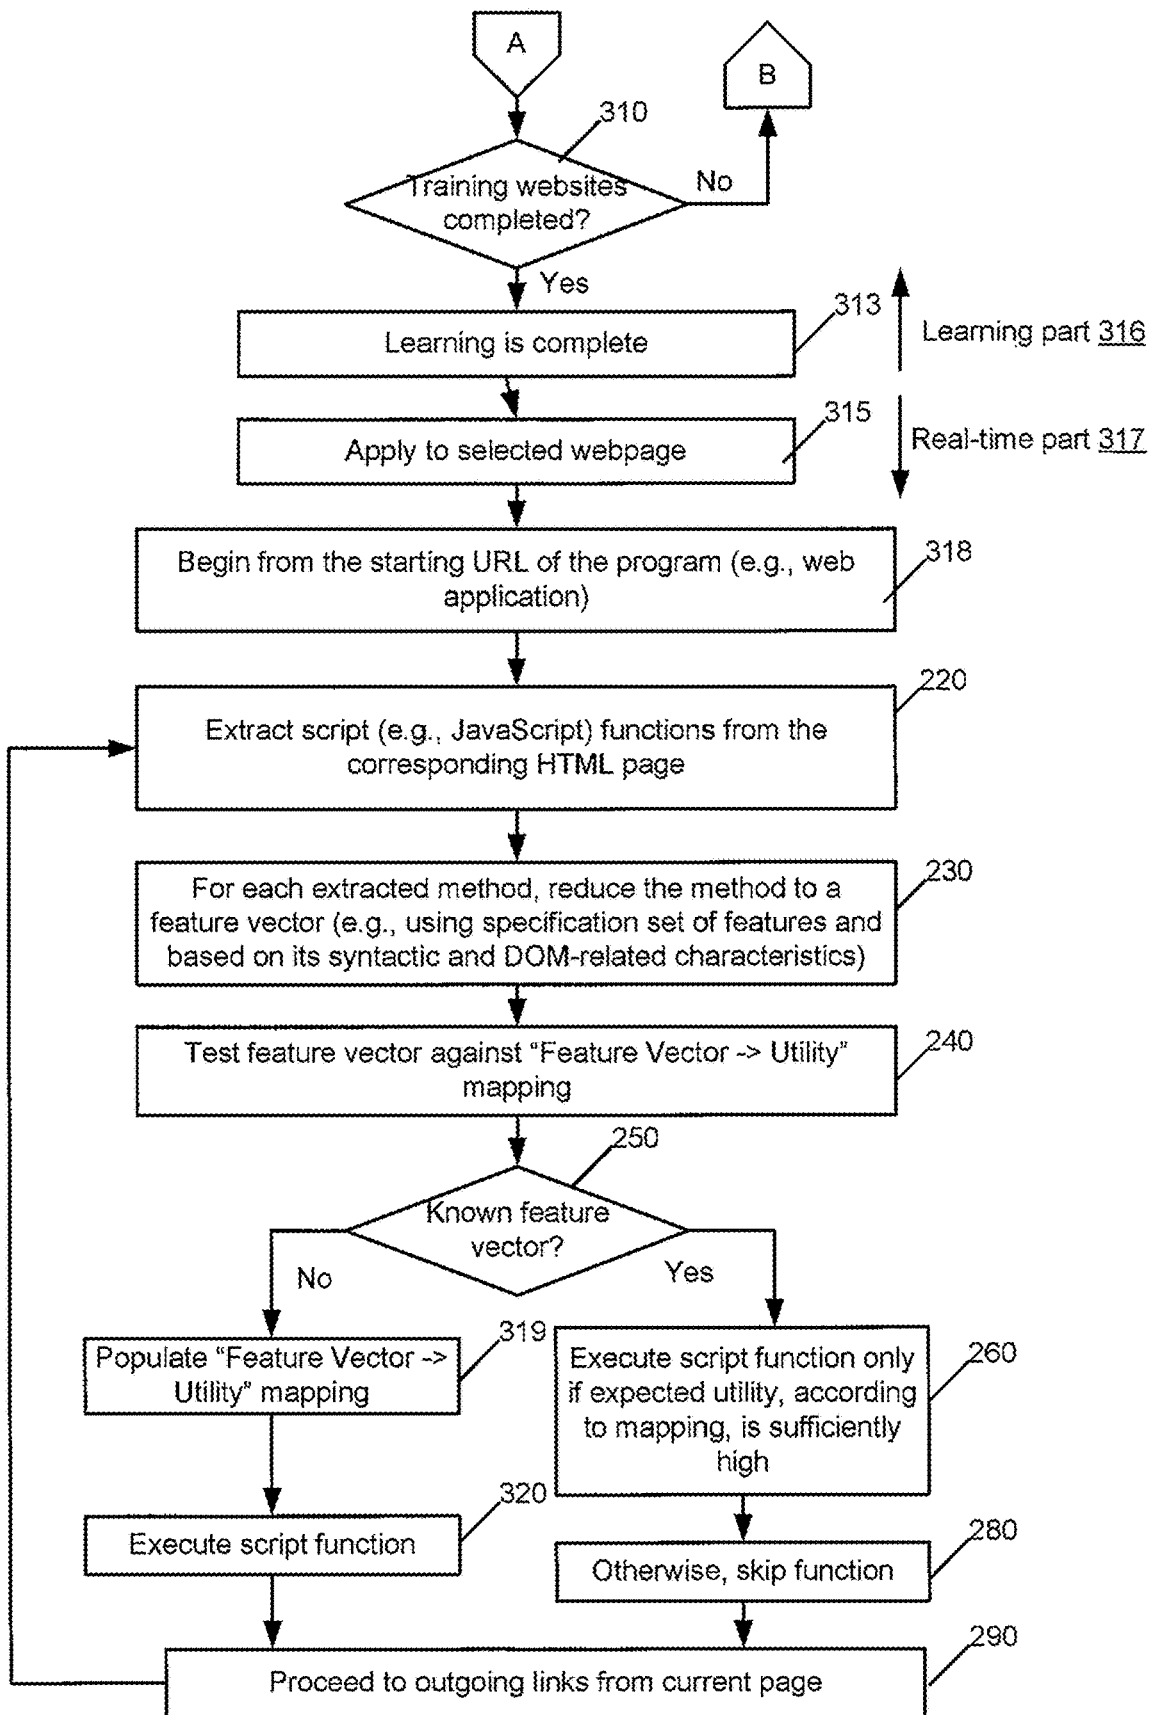 A
B
310
Training websites
completed?
No
Yes
313
Learning is complete
Learning part 316
315
Apply to selected webpage
Real-time part 317
318
Begin from the starting URL of the program (e.g., web
application)
220
Extract script (e.g., JavaScript) functions from the
corresponding HTML page
230
For each extracted method, reduce the method to a
feature vector (e.g., using specification set of features and
based on its syntactic and DOM-related characteristics)
240
Test feature vector against “Feature Vector -> Utility”
mapping
250
Known feature
vector?
No
Yes
319
Populate “Feature Vector ->
Utility” mapping
260
Execute script function only
if expected utility, according
to mapping, is sufficiently
high
320
Execute script function
280
Otherwise, skip function
290
Proceed to outgoing links from current page